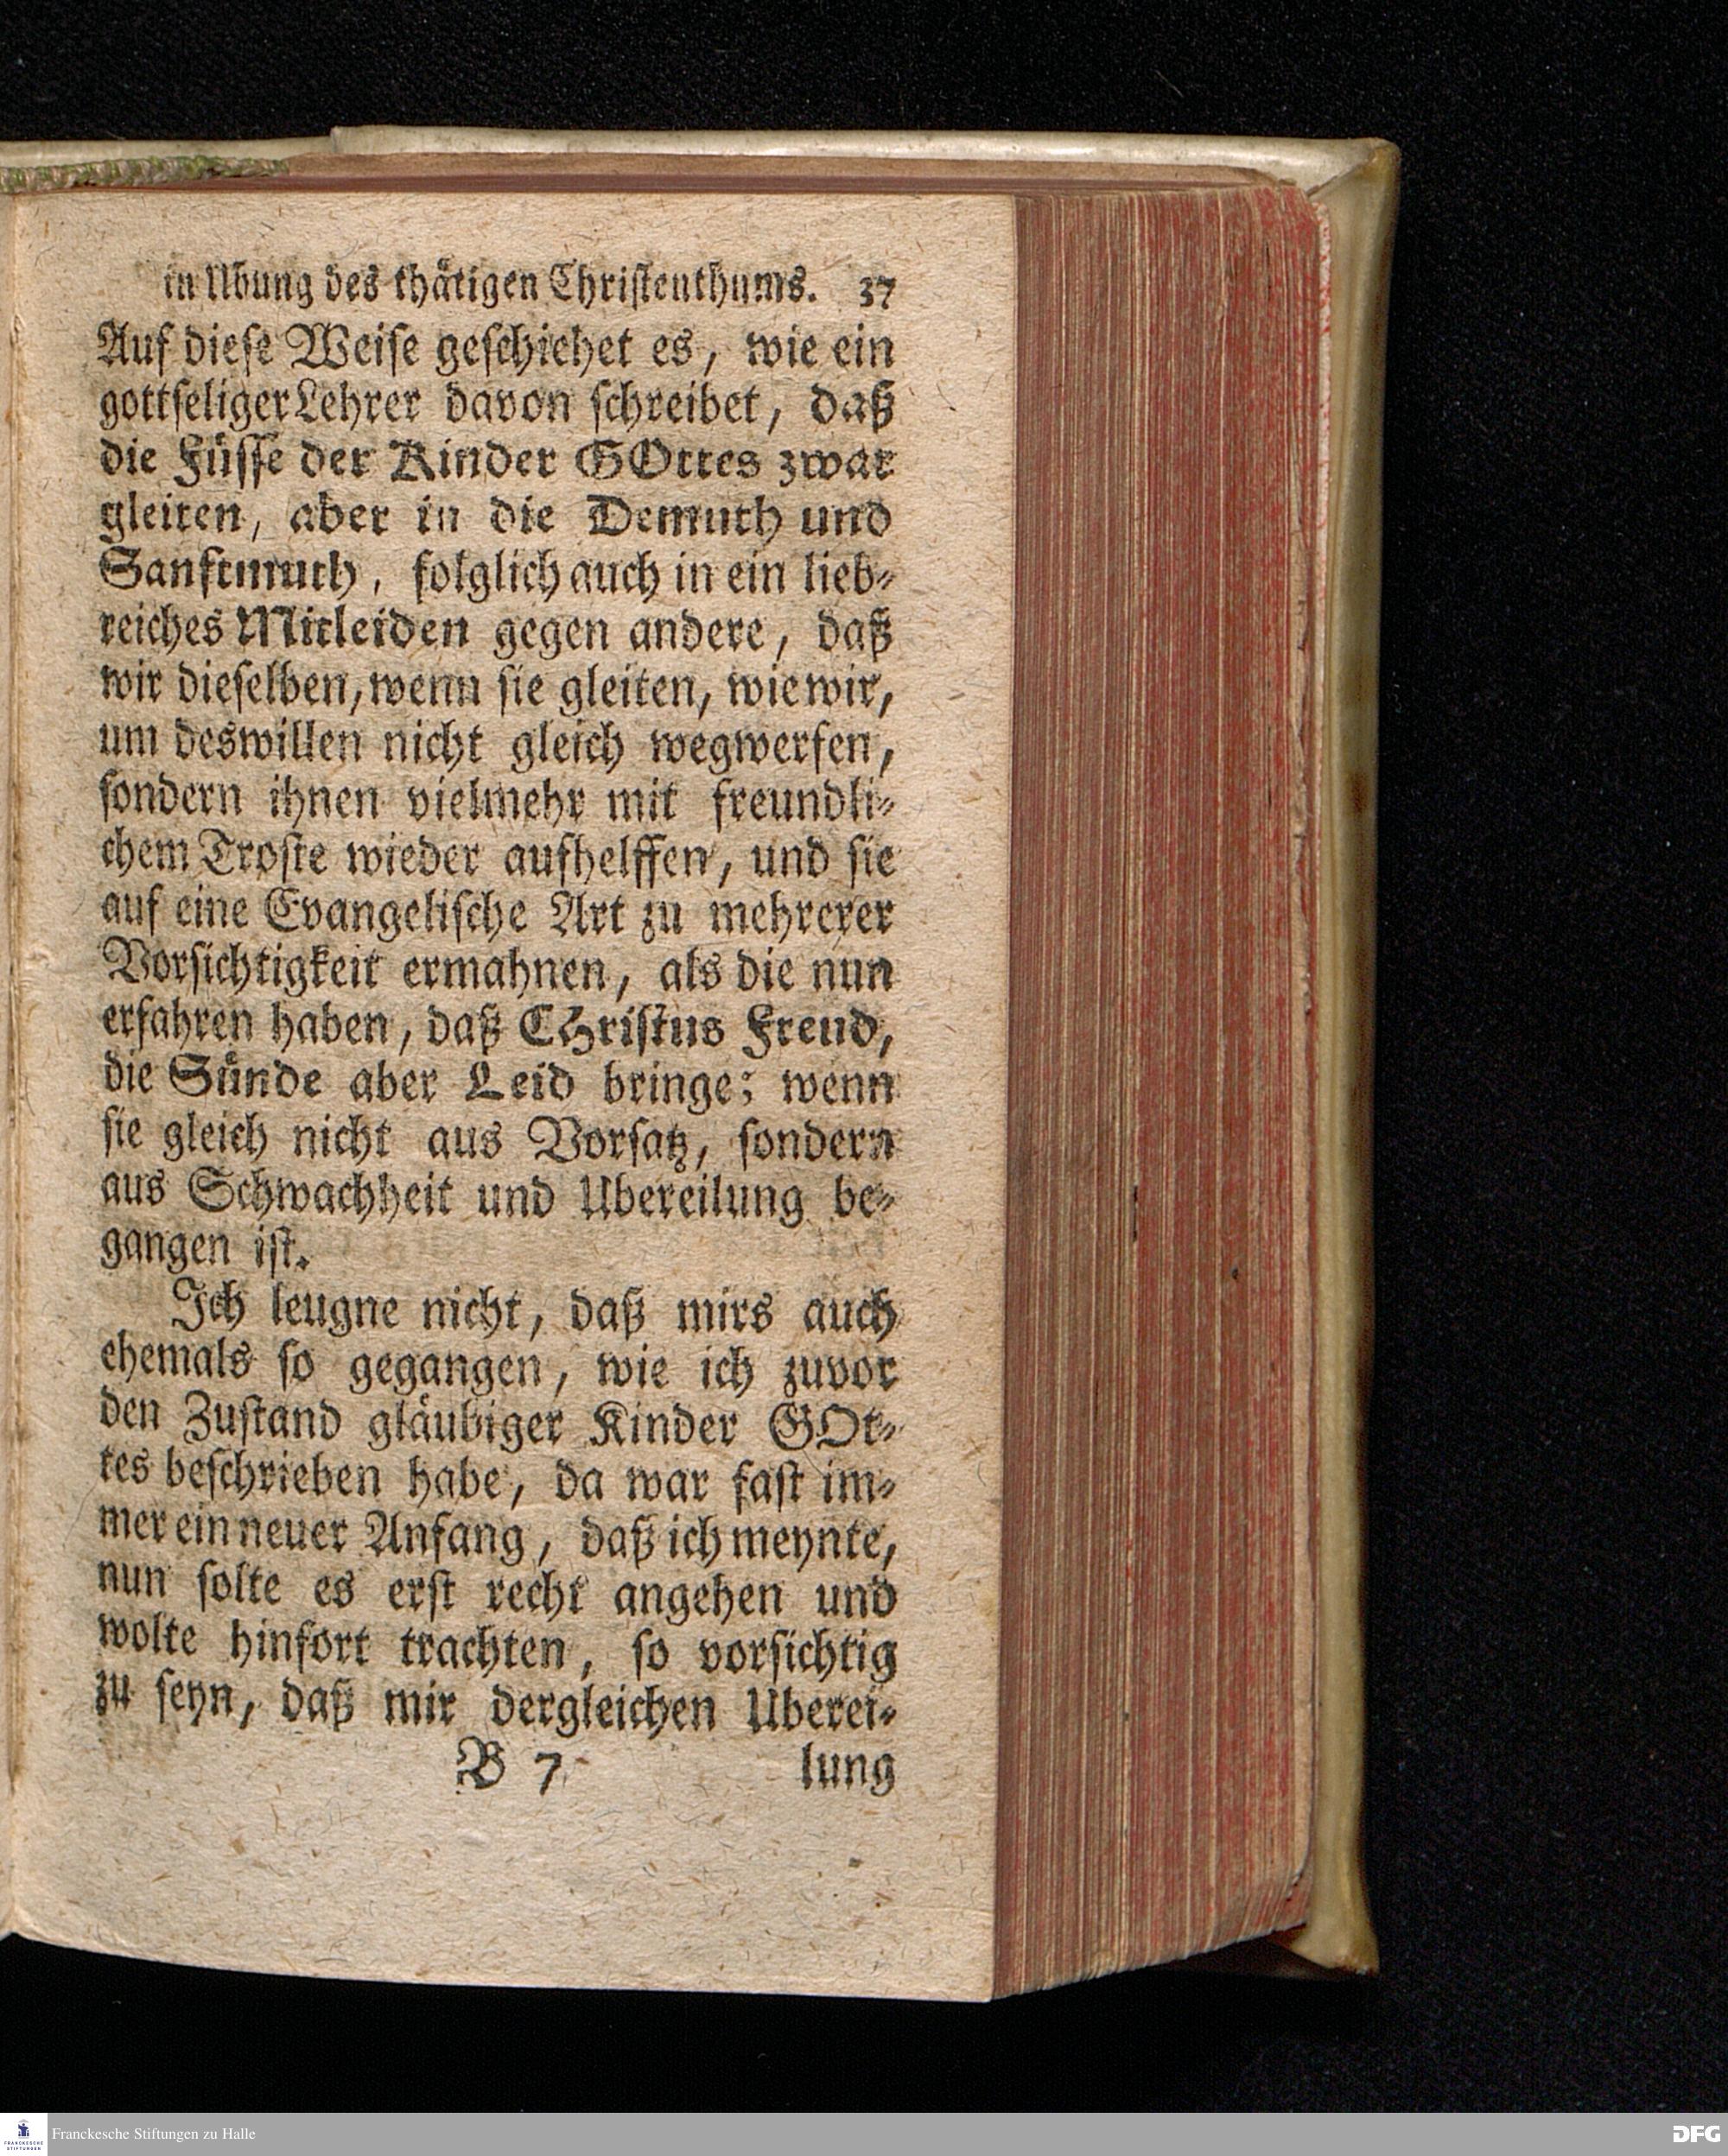 in Ubung des thätigen Christenthums. 37
Auf diese Weise geschiehet es, wie ein
gottseliger Lehrer davon schreibet, daß
die Füsse der Kinder GOttes zwar
gleiten, aber in die Demuth und
Sanftmuth, folglich auch in ein lieb-
reiches Mitleiden gegen andere, daß
wir dieselben, wenn sie gleiten, wie wir,
um deswillen nicht gleich wegwerfen,
sondern ihnen vielmehr mit freundli-
chem Troste wieder aufhelffen, und sie
auf eine Evangelische Art zu mehrerer
Vorsichtigkeit ermahnen, als die nun
erfahren haben, daß CHristus Freud,
die Sünde aber Leid bringe; wenn
sie gleich nicht aus Vorsatz, sondern
aus Schwachheit und Ubereilung be-
gangen ist.
Ich leugne nicht, daß mirs auch
ehemals so gegangen, wie ich zuvor
den Zustand gläubiger Kinder GOt-
tes beschrieben habe, da war fast im-
mer ein neuer Anfang, daß ich meynte,
nun solte es erst recht angehen und
wolte hinfort trachten, so vorsichtig
zu seyn, daß mir dergleichen Uberei-
B 7 lung
FRANCKESCHE STIFTUNGEN
Franckesche Stiftungen zu Halle
DFG